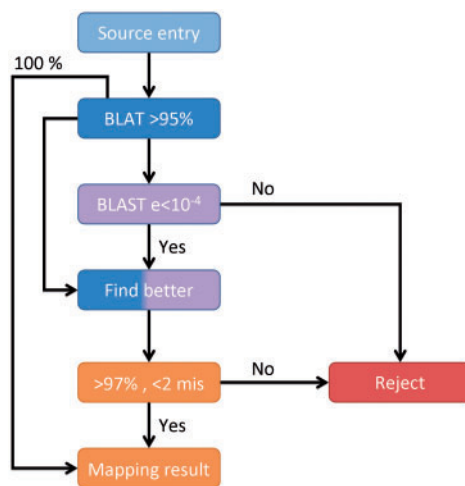 Source entry
100 %
BLAT >95%
BLAST e<10⁻⁴
No
Yes
Find better
>97% , <2 mis
No
Reject
Yes
Mapping result